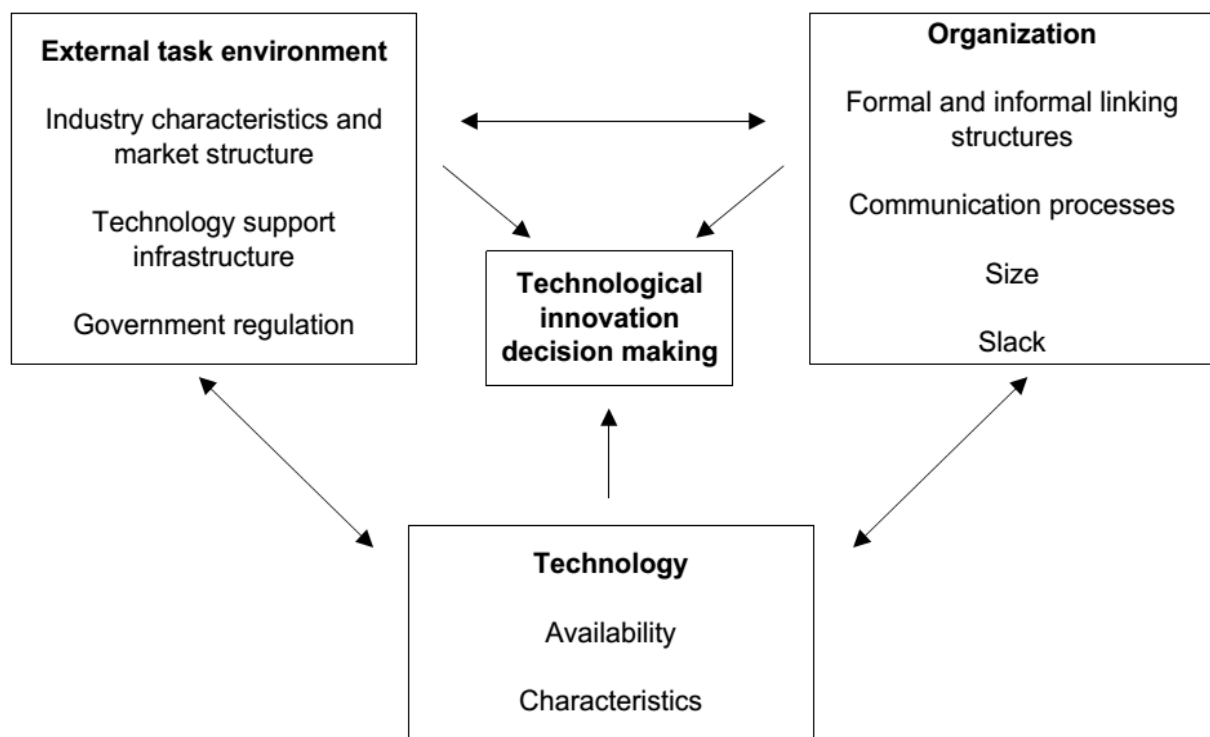 External task environment
Industry characteristics and
market structure
Technology support
infrastructure
Government regulation
Organization
Formal and informal linking
structures
Communication processes
Size
Slack
Technological
innovation
decision making
Technology
Availability
Characteristics